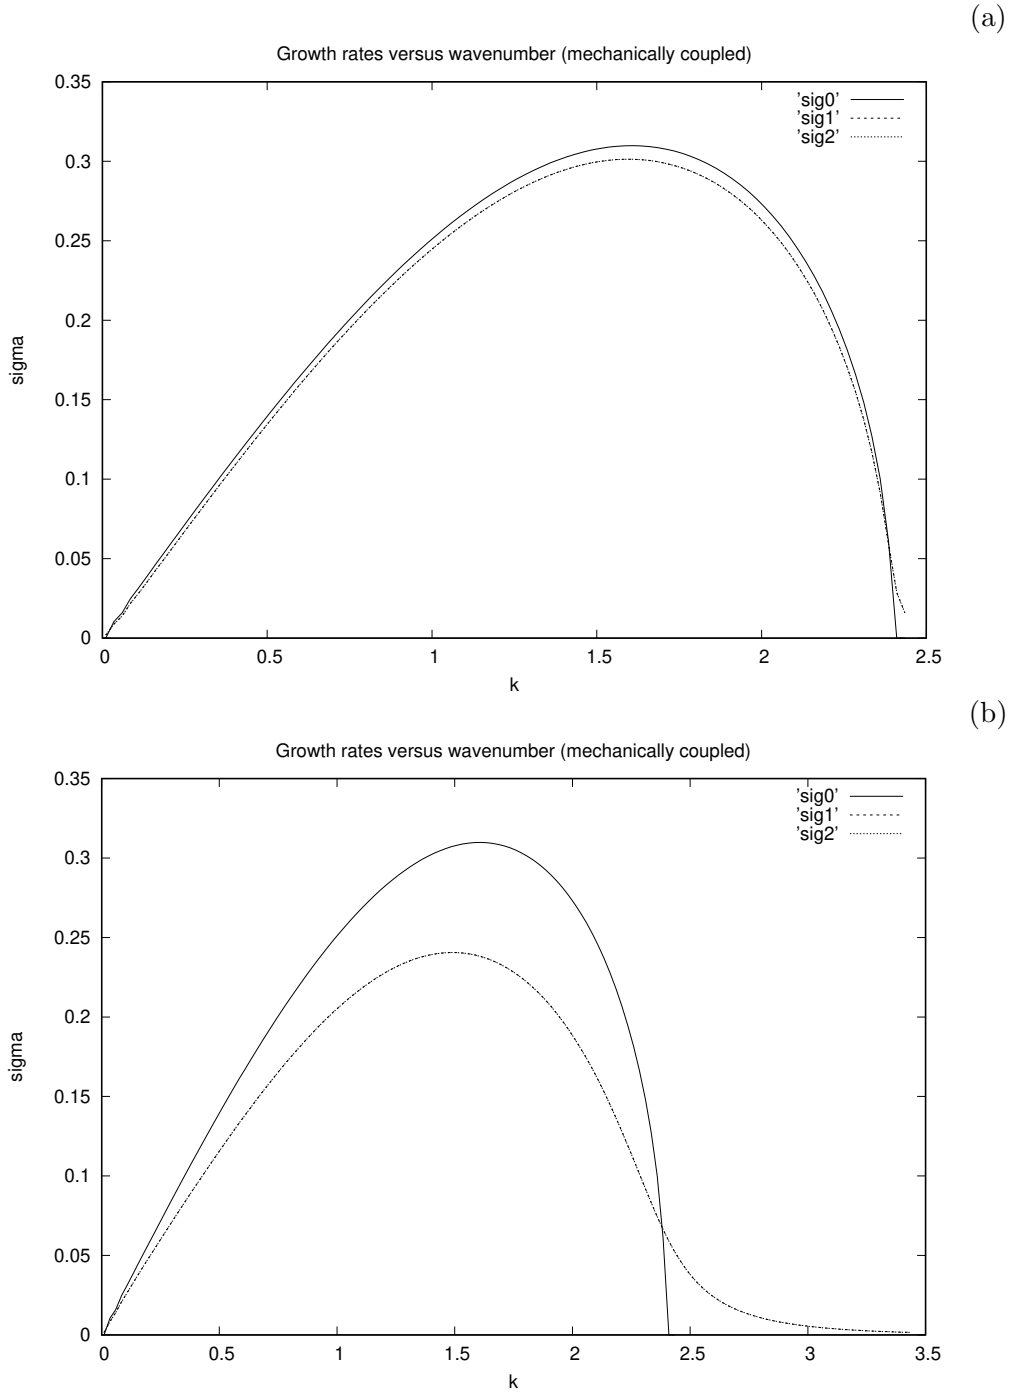 (a)
Growth rates versus wavenumber (mechanically coupled)
0.35
'sig0'
'sig1'
'sig2'
0.3
0.25
0.2
sigma
0.15
0.1
0.05
0
0 0.5 1 1.5 2 2.5
k
(b)
Growth rates versus wavenumber (mechanically coupled)
0.35
'sig0'
'sig1'
'sig2'
0.3
0.25
0.2
sigma
0.15
0.1
0.05
0
0 0.5 1 1.5 2 2.5 3 3.5
k